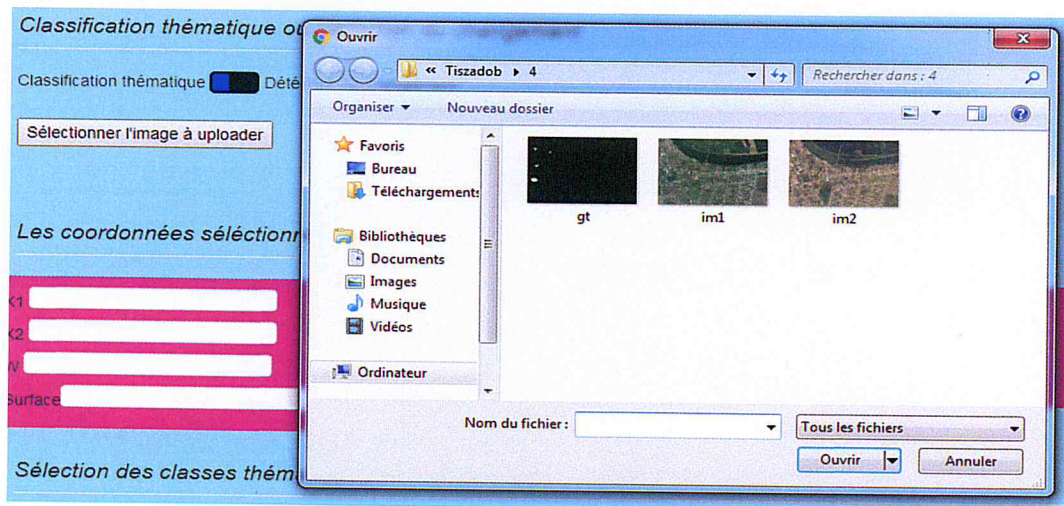 Classification thématique ou
Classification thématique
Sélectionner l'image à uploader
Les coordonnées séléctionn
X1
X2
Surface
Sélection des classes thém
Ouvrir
« Tiszadob ▸ 4
Rechercher dans : 4
Organiser
Nouveau dossier
Favoris
Bureau
Téléchargements
Bibliothèques
Documents
Images
Musique
Vidéos
Ordinateur
gt
im1
im2
Nom du fichier :
Tous les fichiers
Ouvrir
Annuler